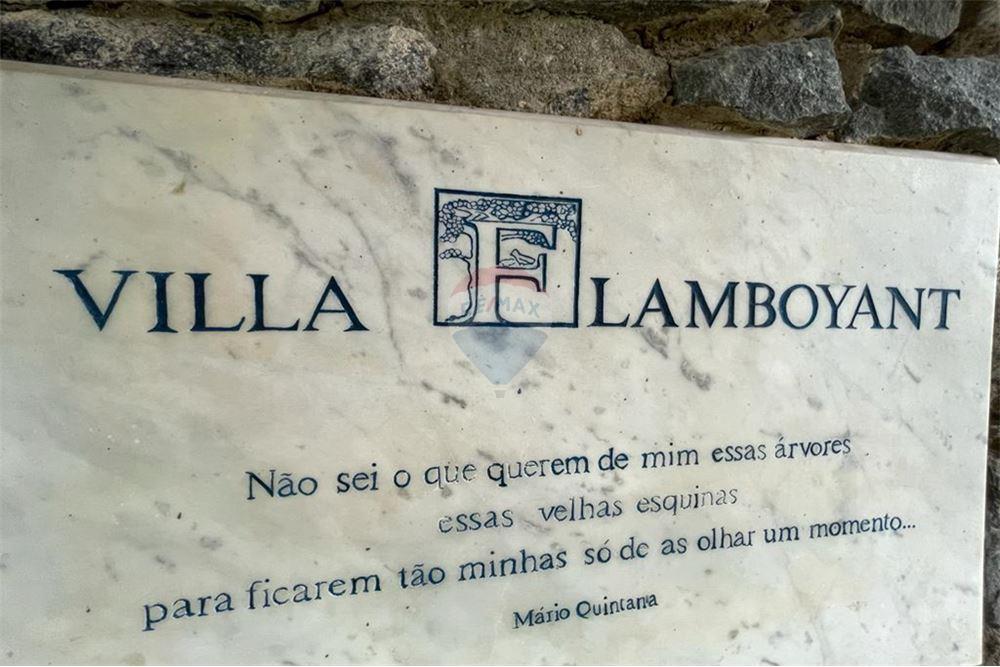 VILLA FLAMBOYANT
RE/MAX
Não sei o que querem de mim essas árvores
essas velhas esquinas
para ficarem tão minhas só de as olhar um momento...
Mário Quintana